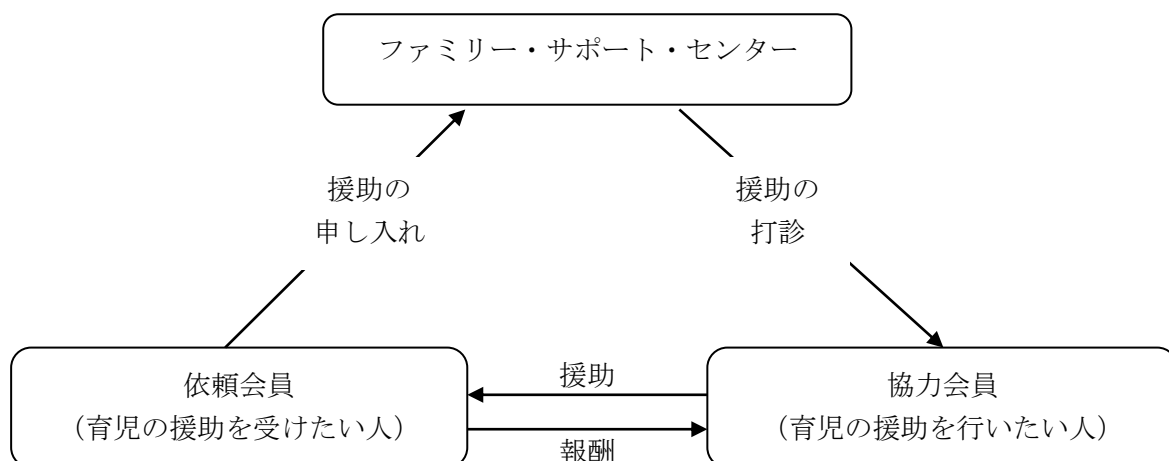 ファミリー・サポート・センター
援助の
申し入れ
援助の
打診
依頼会員
（育児の援助を受けたい人）
援助
報酬
協力会員
（育児の援助を行いたい人）